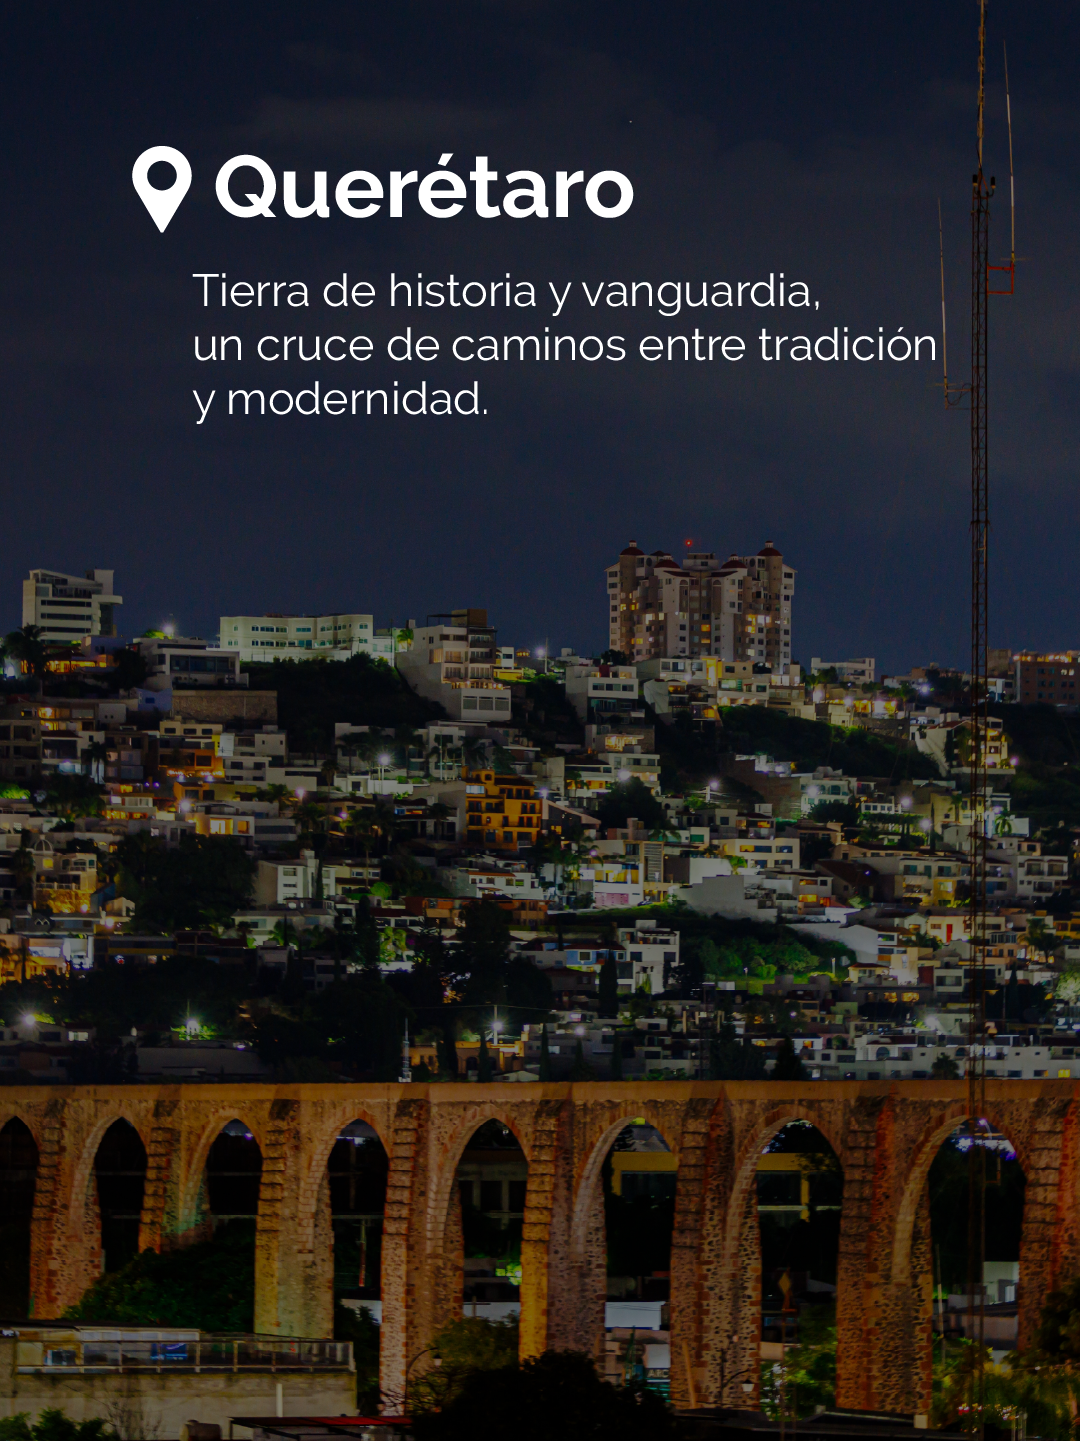 Querétaro
Tierra de historia y vanguardia,
un cruce de caminos entre tradición
y modernidad.